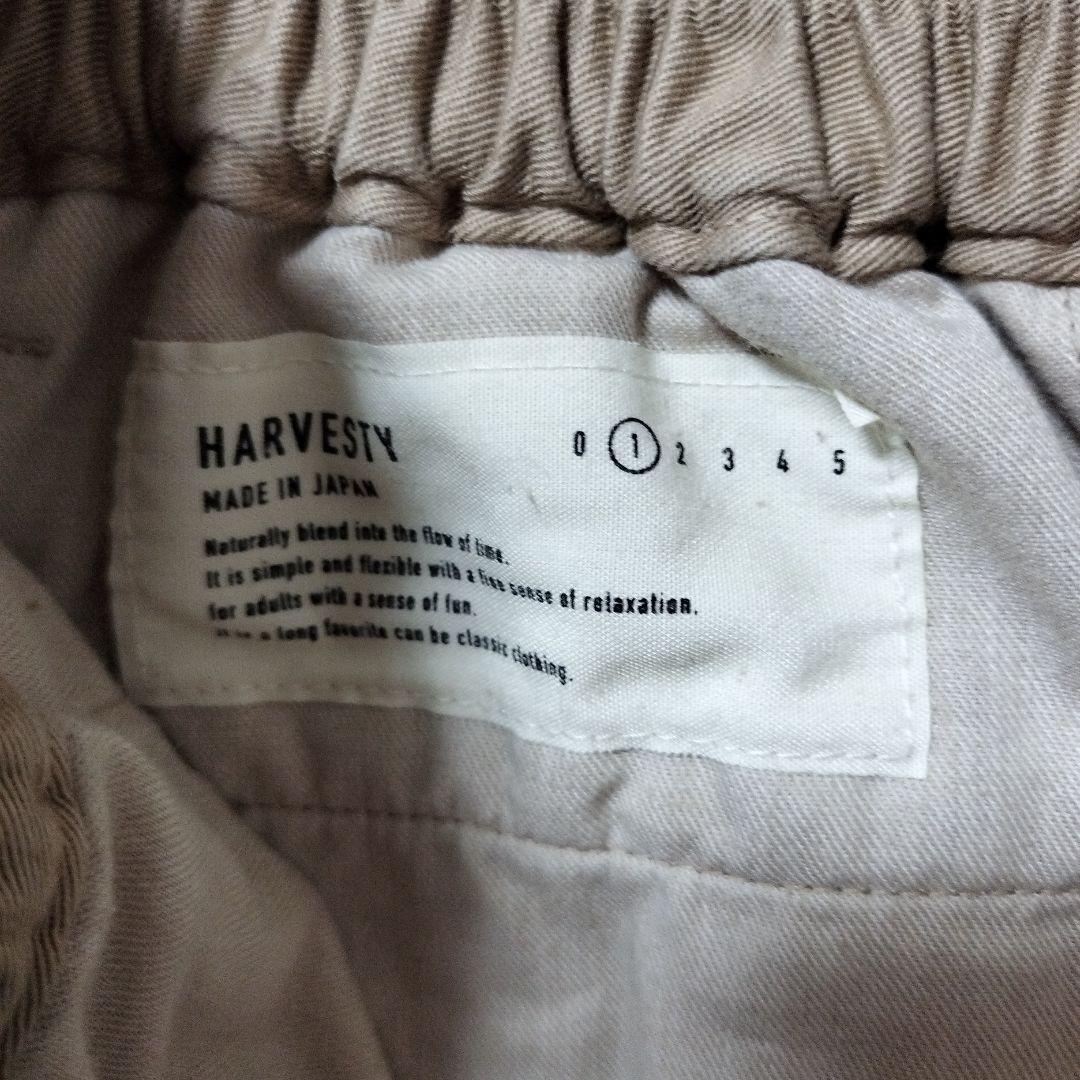 HARVESTY
MADE IN JAPAN
0 1 2 3 4 5
Naturally blend into the flow of time.
It is simple and flexible with a fine sense of relaxation.
for adults with a sense of fun.
a long favorite can be classic clothing.